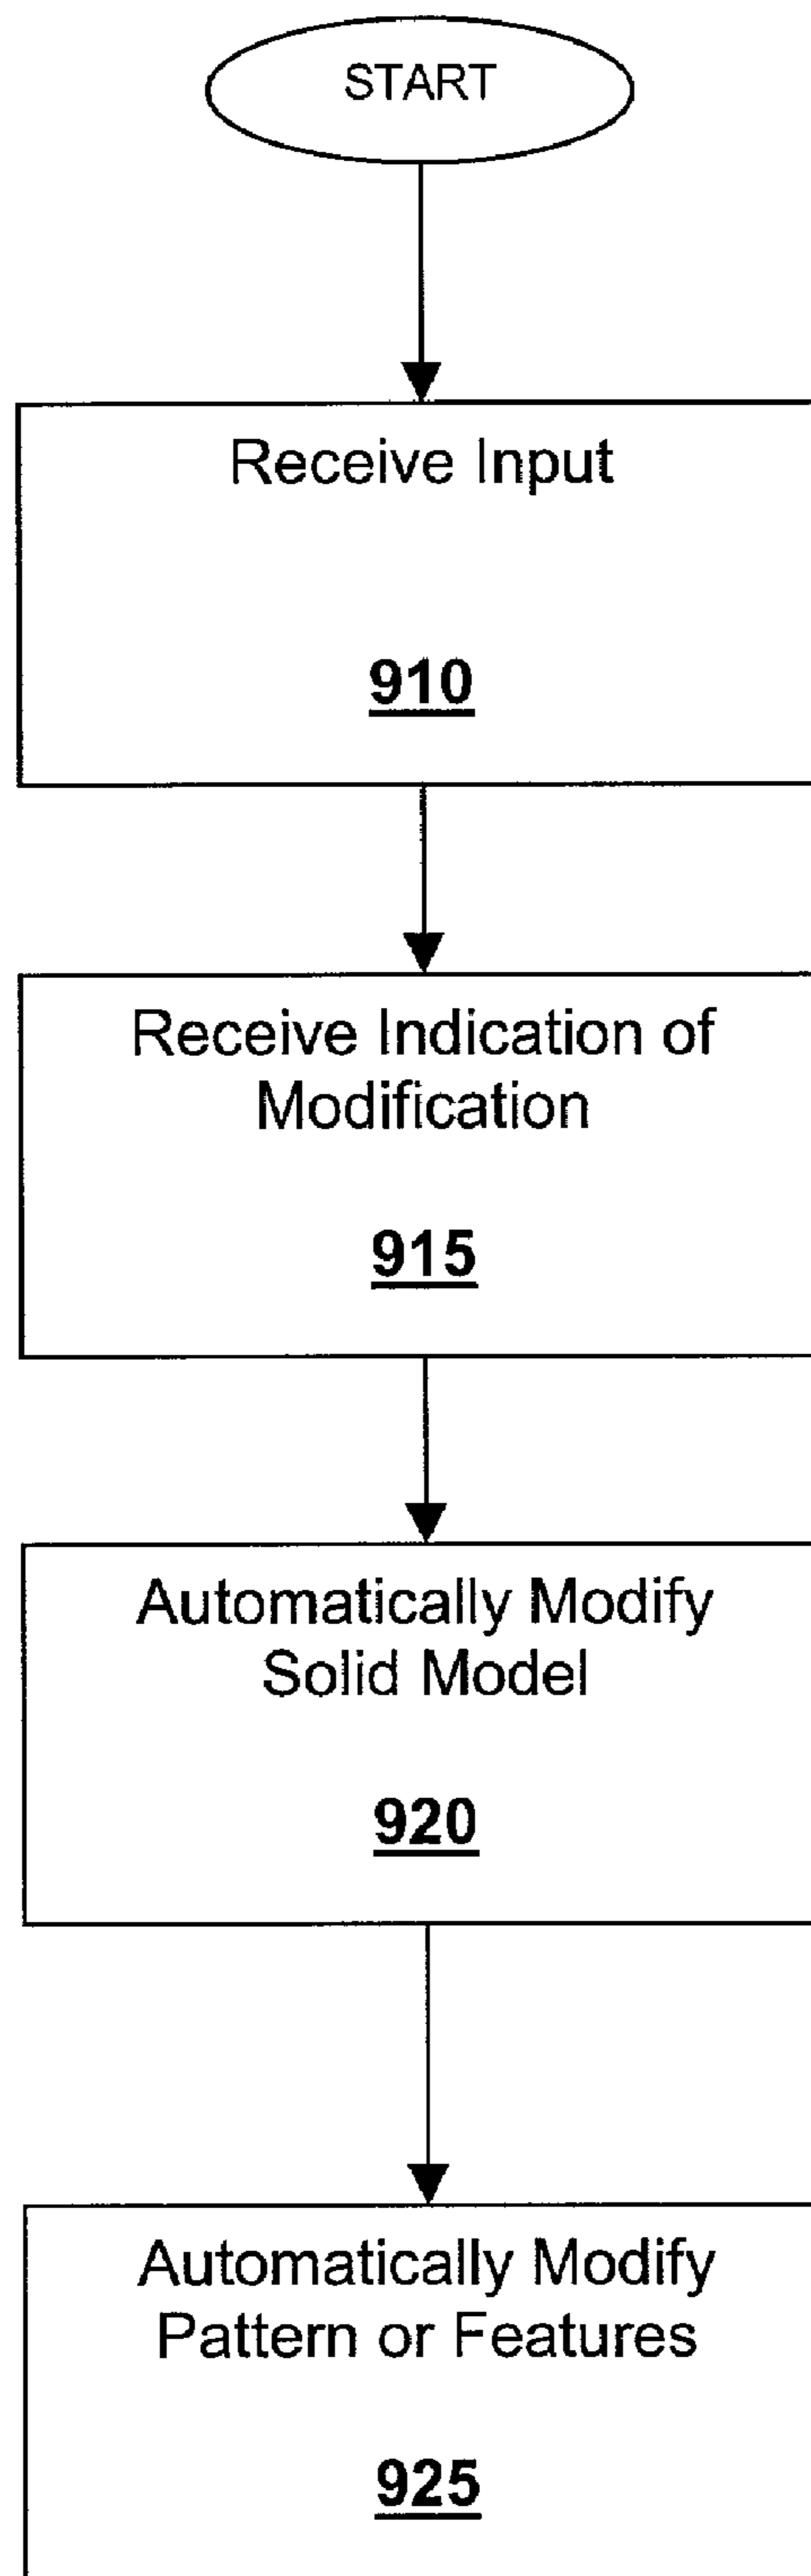 START
Receive Input
910
Receive Indication of
Modification
915
Automatically Modify
Solid Model
920
Automatically Modify
Pattern or Features
925